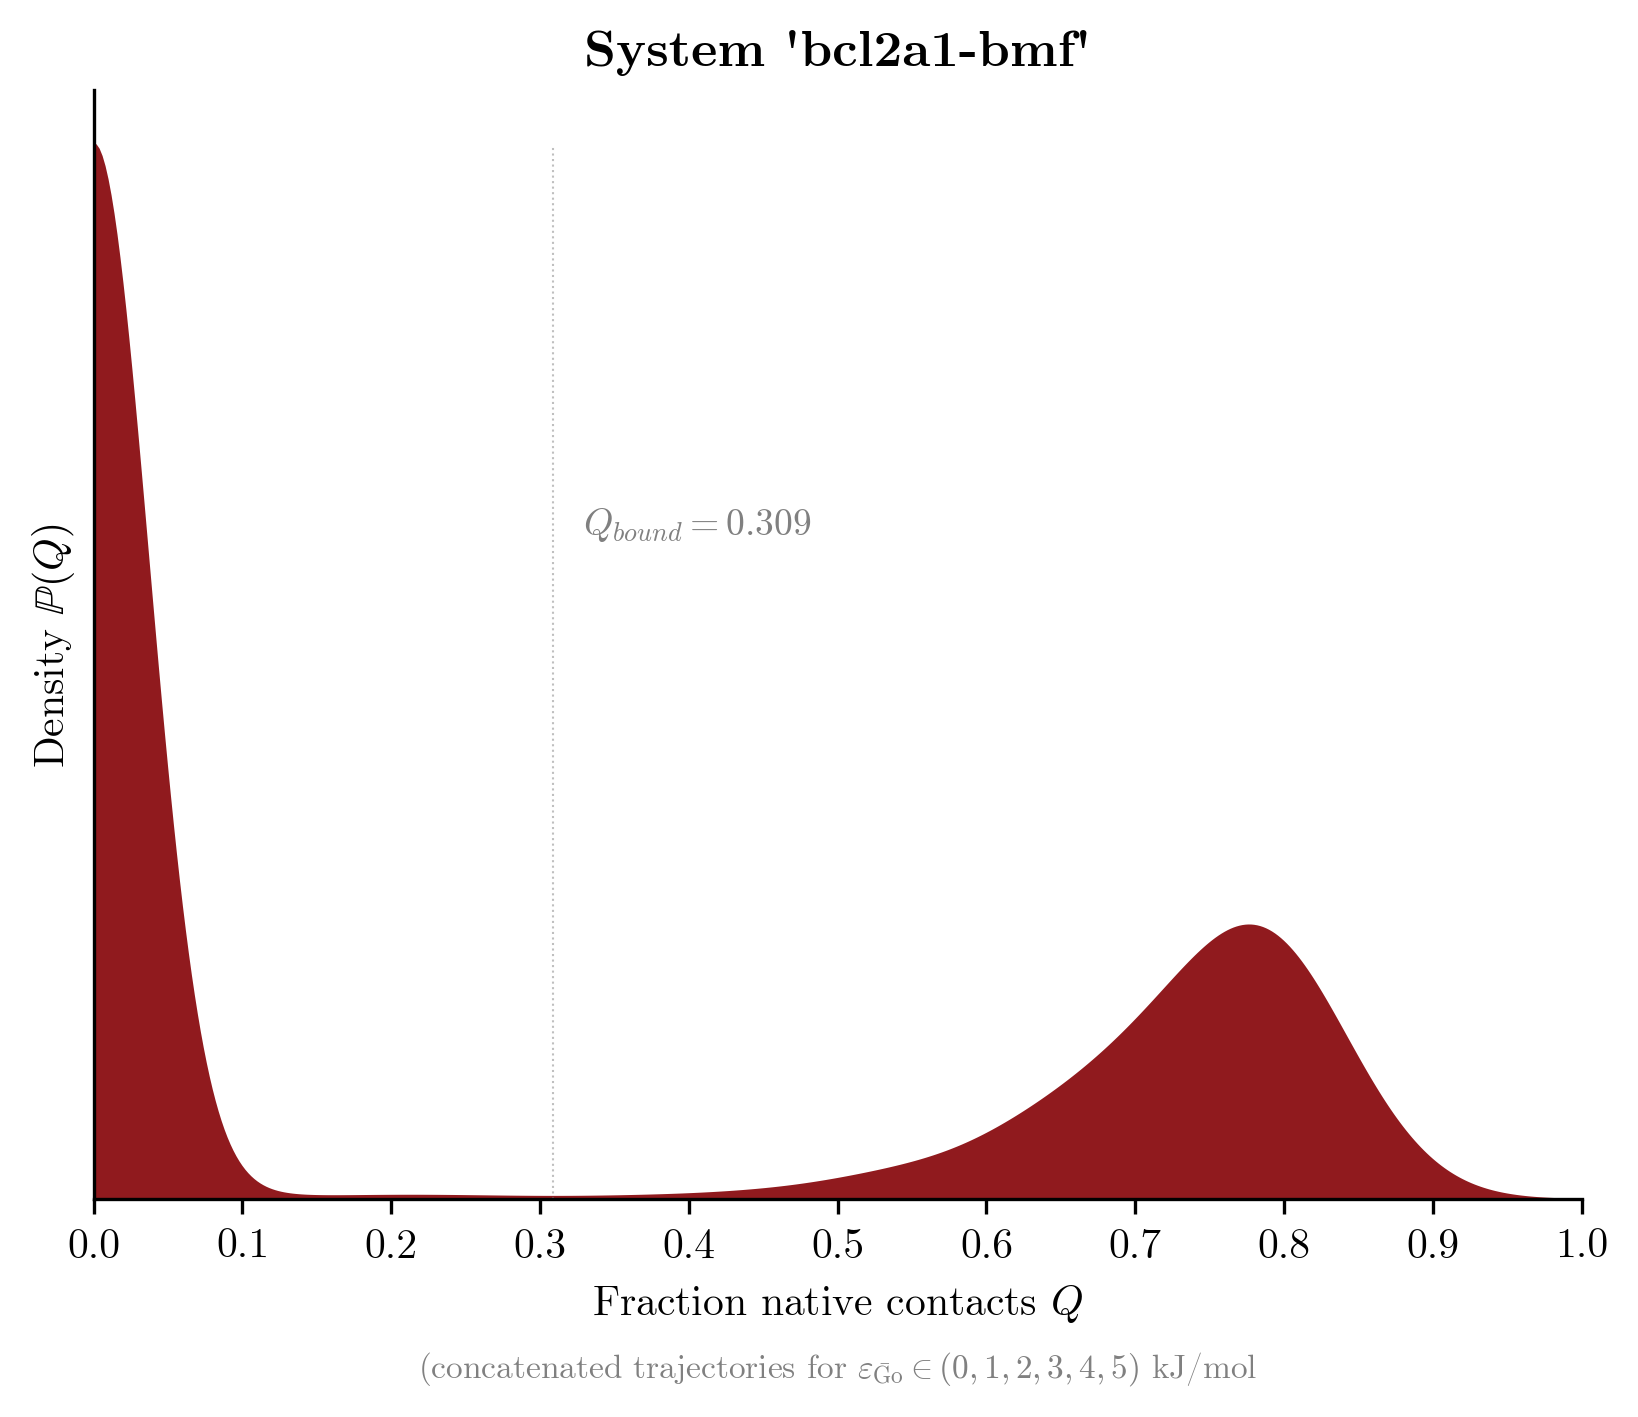 System 'bcl2a1-bmf'
Density ℙ(Q)
Q_bound = 0.309
0.0 0.1 0.2 0.3 0.4 0.5 0.6 0.7 0.8 0.9 1.0
Fraction native contacts Q
(concatenated trajectories for ε_Ḡo ∈ (0, 1, 2, 3, 4, 5) kJ/mol